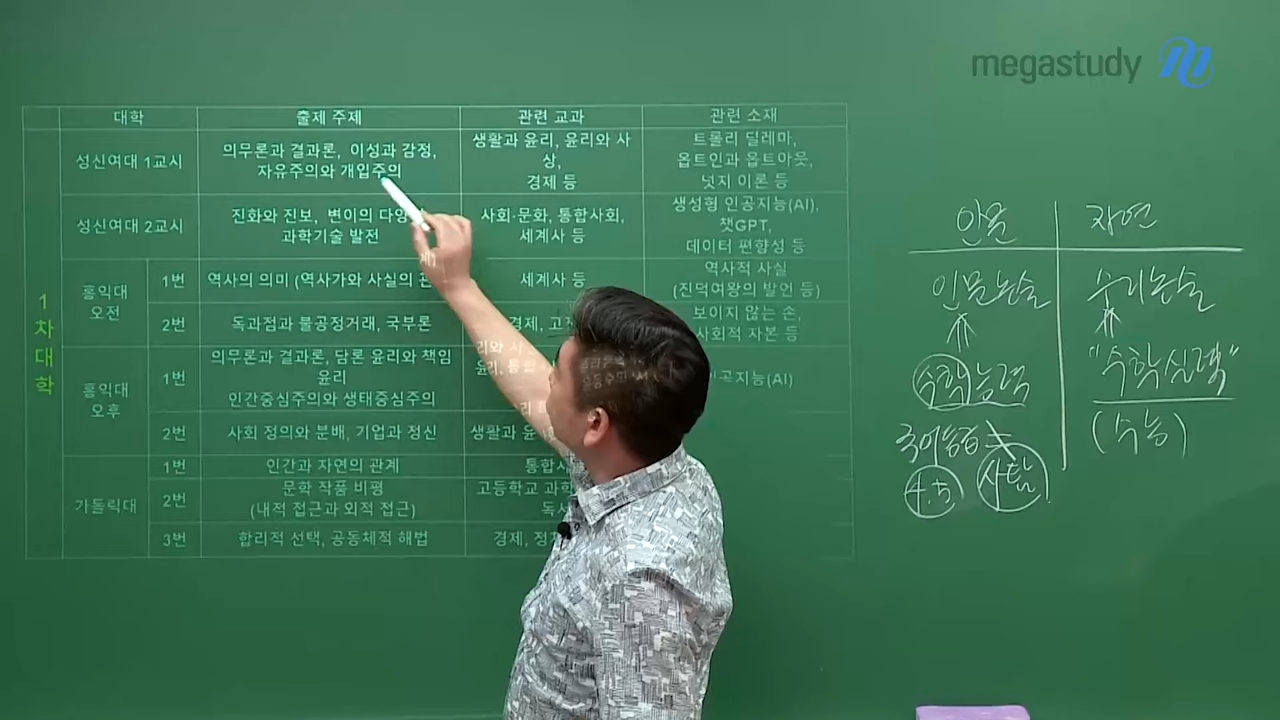 megastudy
대학 출제 주제 관련 교과 관련 소재
1차대학
성신여대 1교시
의무론과 결과론, 이성과 감정,
자유주의와 개입주의
생활과 윤리, 윤리와 사
상,
경제 등
트롤리 딜레마,
옵트인과 옵트아웃,
넛지 이론 등
성신여대 2교시
진화와 진보, 변이의
과학기술 발전
사회·문화, 통합사회,
세계사 등
생성형 인공지능(AI),
챗GPT,
데이터 편향성 등
홍익대
오전
1번
역사의 의미 (역사가와 사실의
세계사 등
역사적 사실
(진덕여왕의 발언 등)
2번
독과점과 불공정거래, 국부론
경제,
보이지 않는 손,
사회적 자본 등
홍익대
오후
1번
의무론과 결과론, 담론 윤리와 책임
윤리
인간중심주의와 생태중심주의
인공지능(AI)
2번
사회 정의와 분배, 기업과 정신
생활과
가톨릭대
1번
인간과 자연의 관계
2번
문학 작품 비평
(내적 접근과 외적 접근)
고등학교
3번
합리적 선택, 공동체적 해법
경제,
인문 자연
인문논술 수리논술
수학능력 "수학실력"
(수능)
4.5 사탐